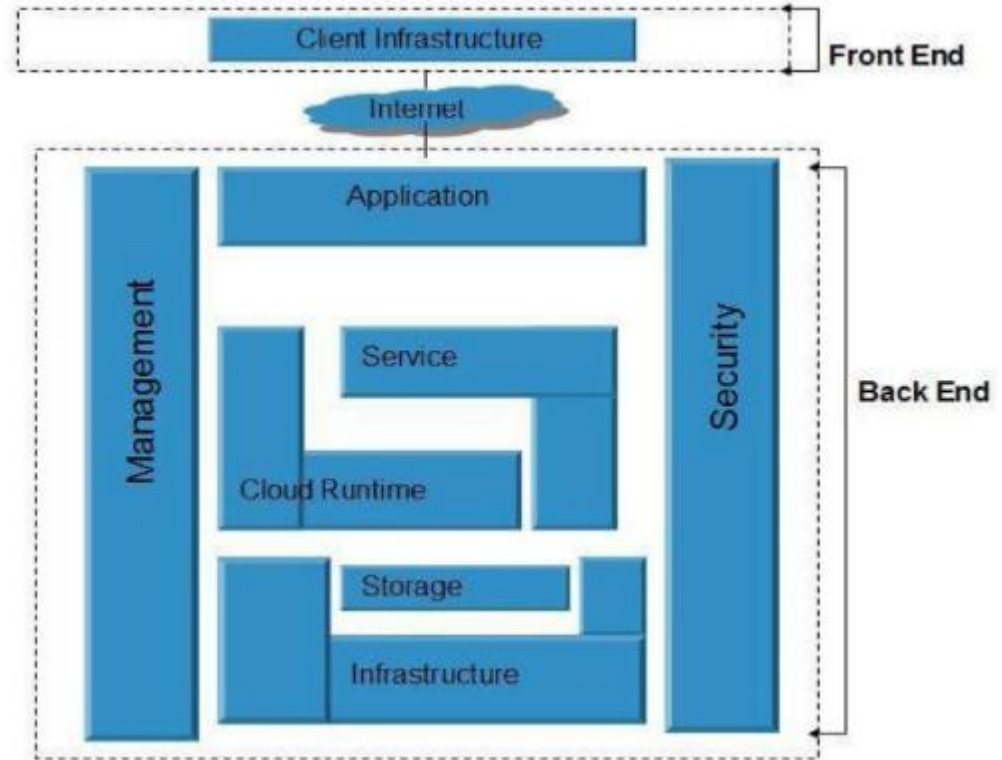 Client Infrastructure
Front End
Internet
Application
Management
Security
Service
Back End
Cloud Runtime
Storage
Infrastructure